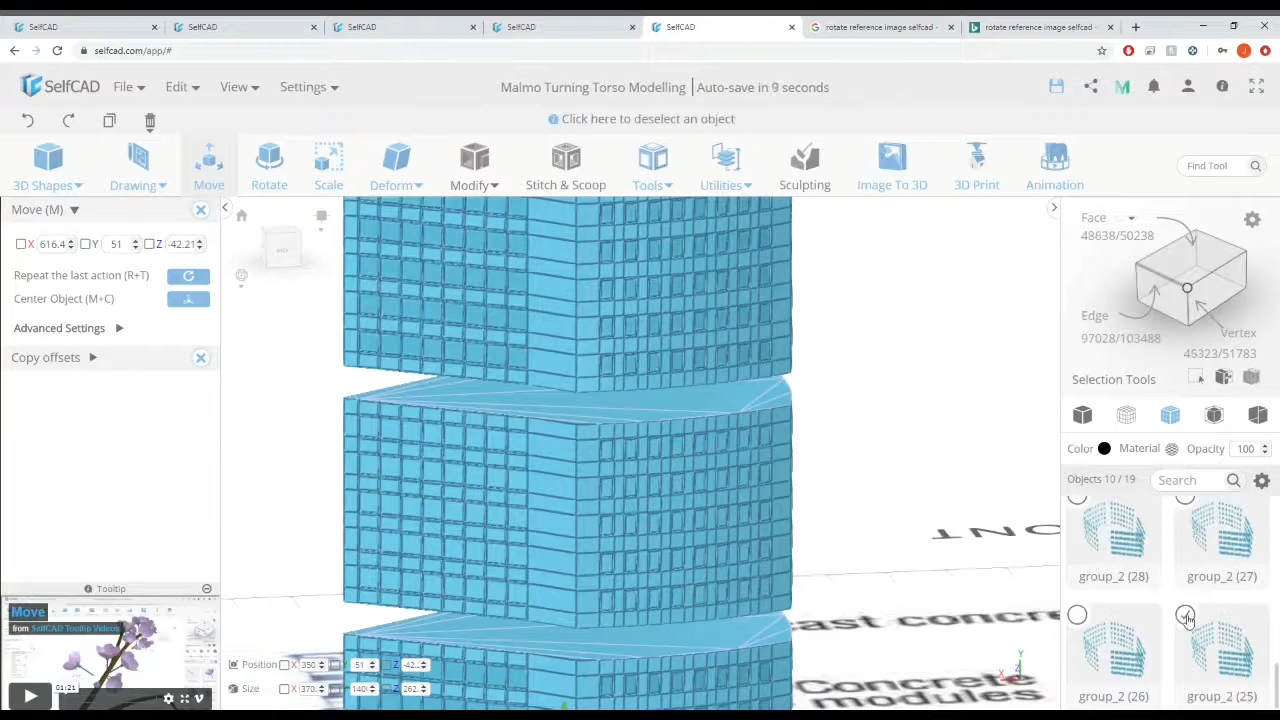 SelfCAD
SelfCAD
SelfCAD
SelfCAD
SelfCAD
rotate reference image selfcad -
rotate reference image selfcad -
selfcad.com/app/#
SelfCAD
File
Edit
View
Settings
Malmo Turning Torso Modelling
Auto-save in 9 seconds
Click here to deselect an object
3D Shapes
Drawing
Move
Rotate
Scale
Deform
Modify
Stitch & Scoop
Tools
Utilities
Sculpting
Image To 3D
3D Print
Animation
Find Tool
Move (M)
X 616.4 Y 51 Z -42.21
Repeat the last action (R+T)
Center Object (M+C)
Advanced Settings
Copy offsets
Tooltip
Move
from SelfCAD Tooltip Videos
01:21
Position X 350 51 Z -42.
Size X 370. 140 Z 262.
Y
Z
X
Concrete
modules
Face
48638/50238
Edge
97028/103488
Vertex
45323/51783
Selection Tools
Color
Material
Opacity 100
Objects 10 / 19
Search
group_2 (28)
group_2 (27)
group_2 (26)
group_2 (25)